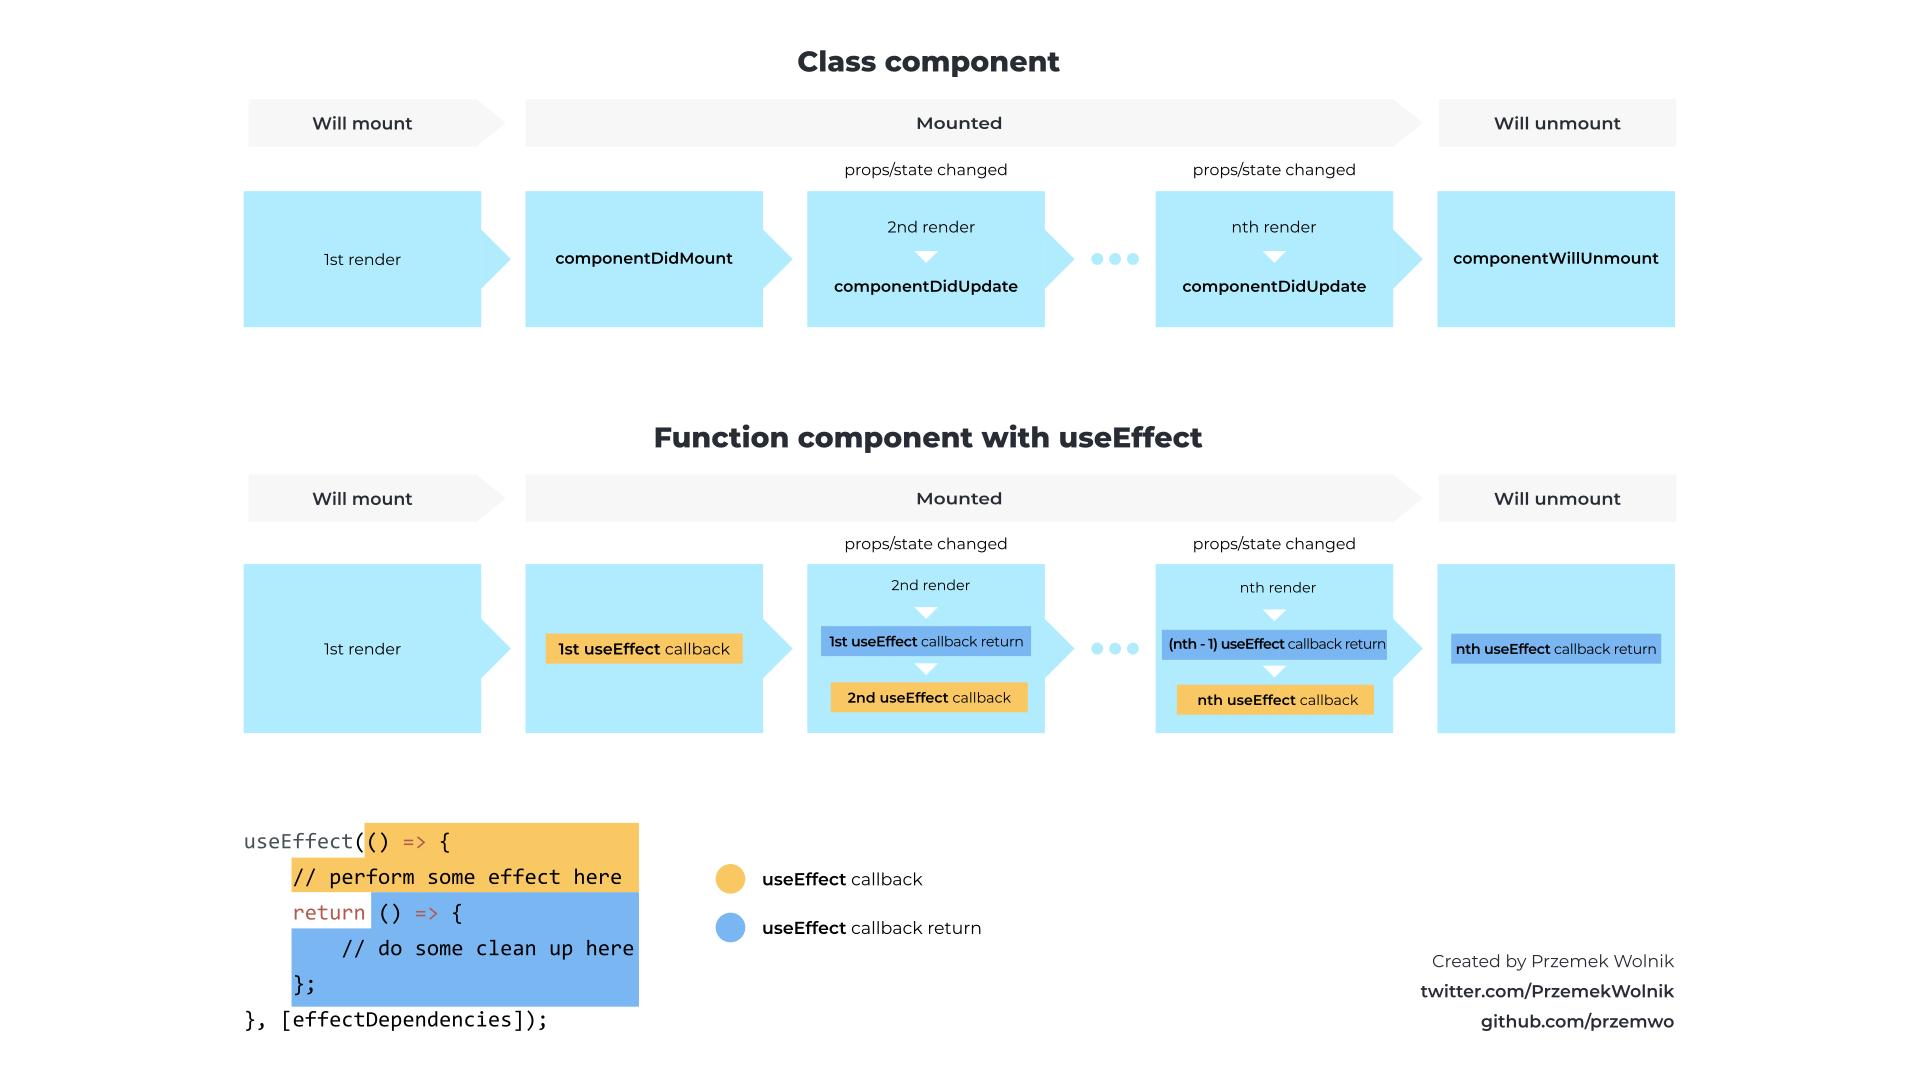 Class component
Will mount
Mounted
Will unmount
props/state changed
props/state changed
1st render
componentDidMount
2nd render
componentDidUpdate
nth render
componentDidUpdate
componentWillUnmount
Function component with useEffect
Will mount
Mounted
Will unmount
props/state changed
props/state changed
1st render
1st useEffect callback
2nd render
1st useEffect callback return
2nd useEffect callback
nth render
(nth - 1) useEffect callback return
nth useEffect callback
nth useEffect callback return
useEffect(() => {
// perform some effect here
return () => {
// do some clean up here
};
}, [effectDependencies]);
useEffect callback
useEffect callback return
Created by Przemek Wolnik
twitter.com/PrzemekWolnik
github.com/przemwo